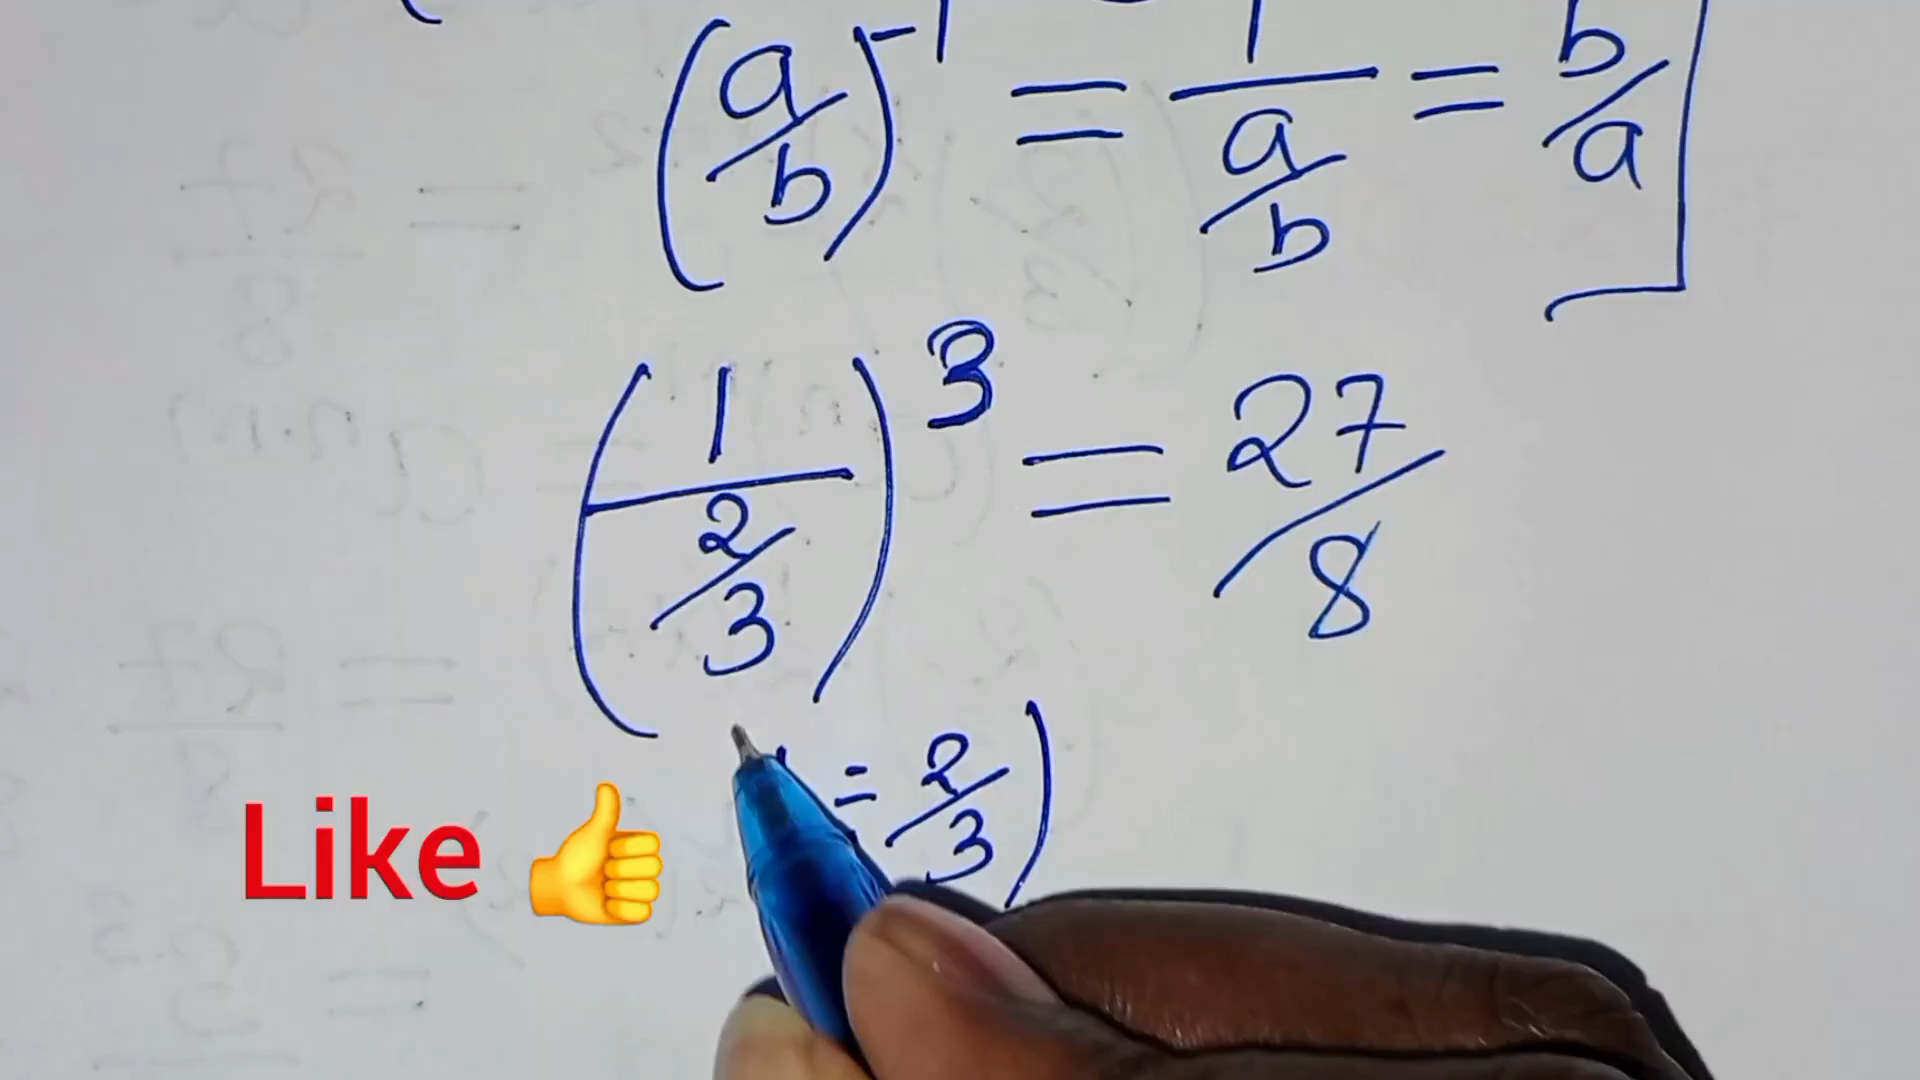 (a/b)^-1 = 1/(a/b) = b/a
(1/(2/3))^3 = 27/8
= 2/3)
Like 👍